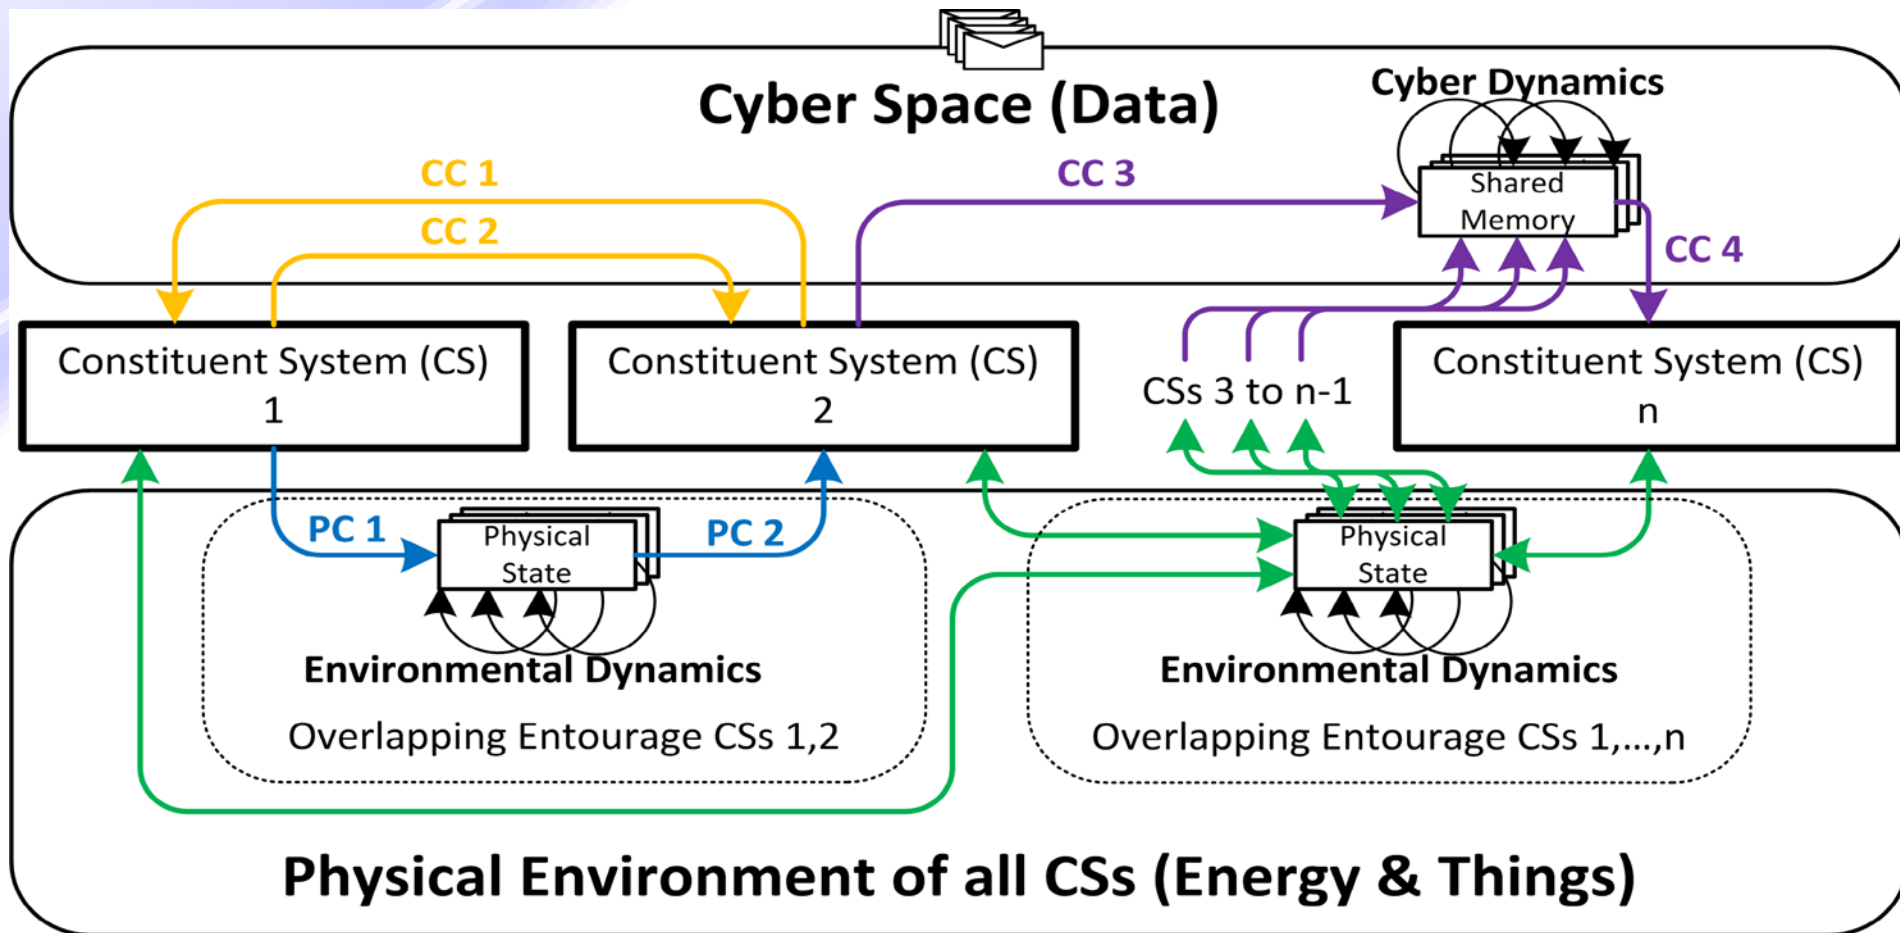 Cyber Space (Data)
Cyber Dynamics
CC 1
CC 2
CC 3
Shared
Memory
CC 4
Constituent System (CS)
1
Constituent System (CS)
2
CSs 3 to n-1
Constituent System (CS)
n
PC 1
Physical
State
PC 2
Physical
State
Environmental Dynamics
Overlapping Entourage CSs 1,2
Environmental Dynamics
Overlapping Entourage CSs 1,...,n
Physical Environment of all CSs (Energy & Things)